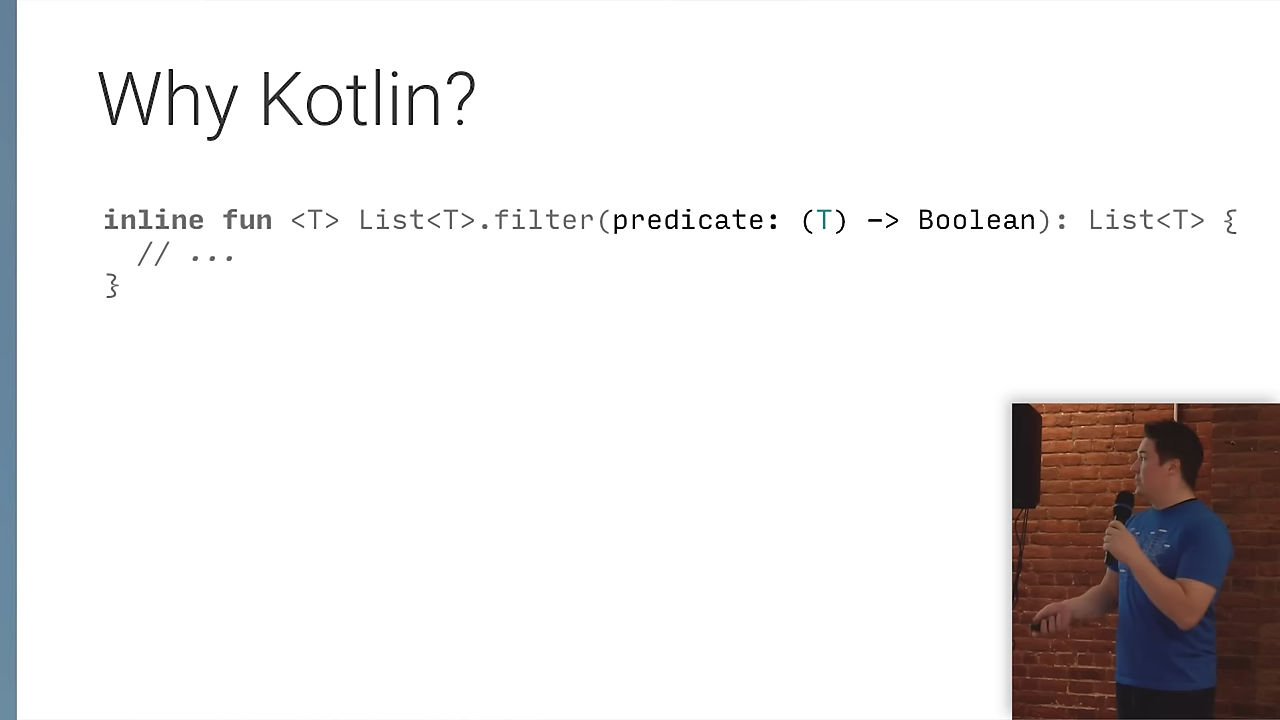 Why Kotlin?
inline fun <T> List<T>.filter(predicate: (T) -> Boolean): List<T> {
// ...
}